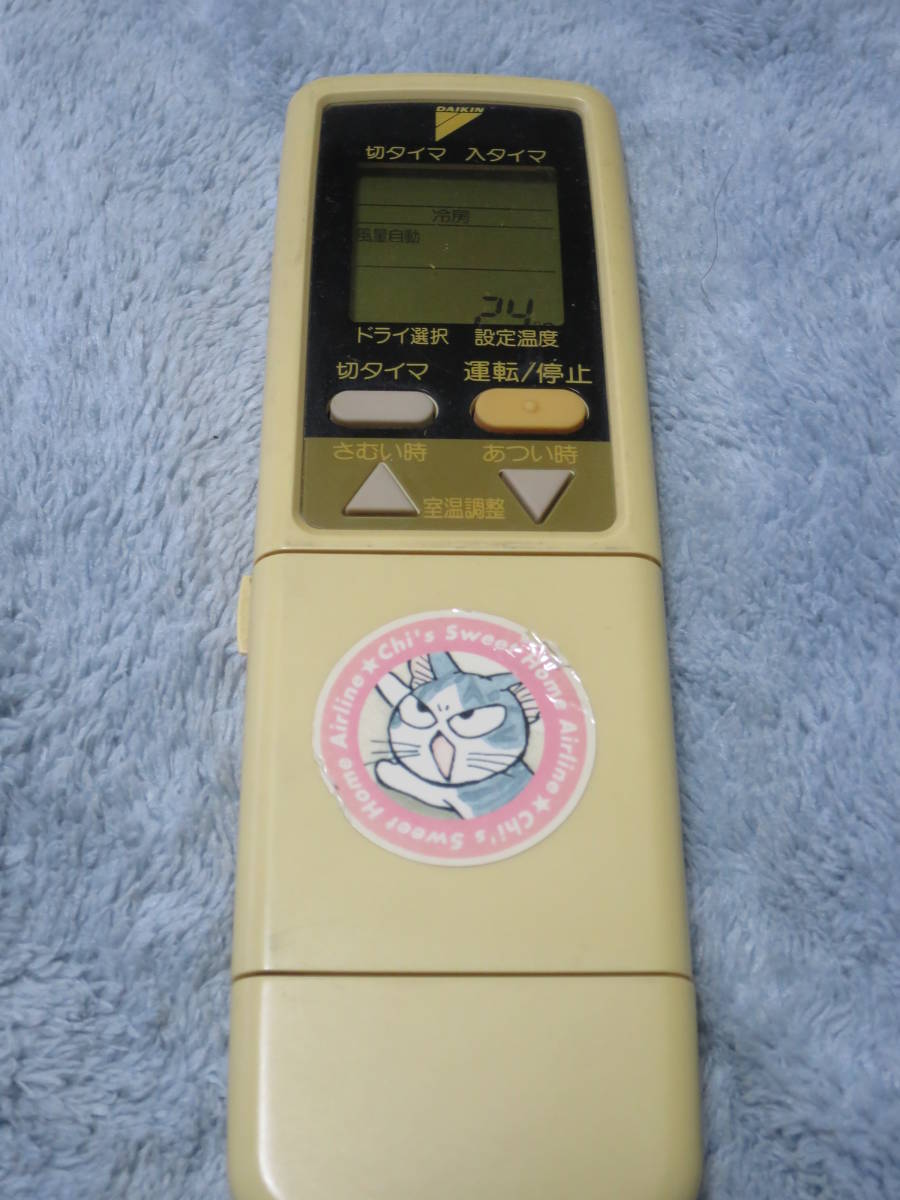 DAIKIN
切タイマ 入タイマ
冷房
風量自動
24
ドライ選択 設定温度
切タイマ 運転/停止
さむい時 あつい時
室温調整
Chi's Sweet Home Airline★Chi's Sweet Home Airline★